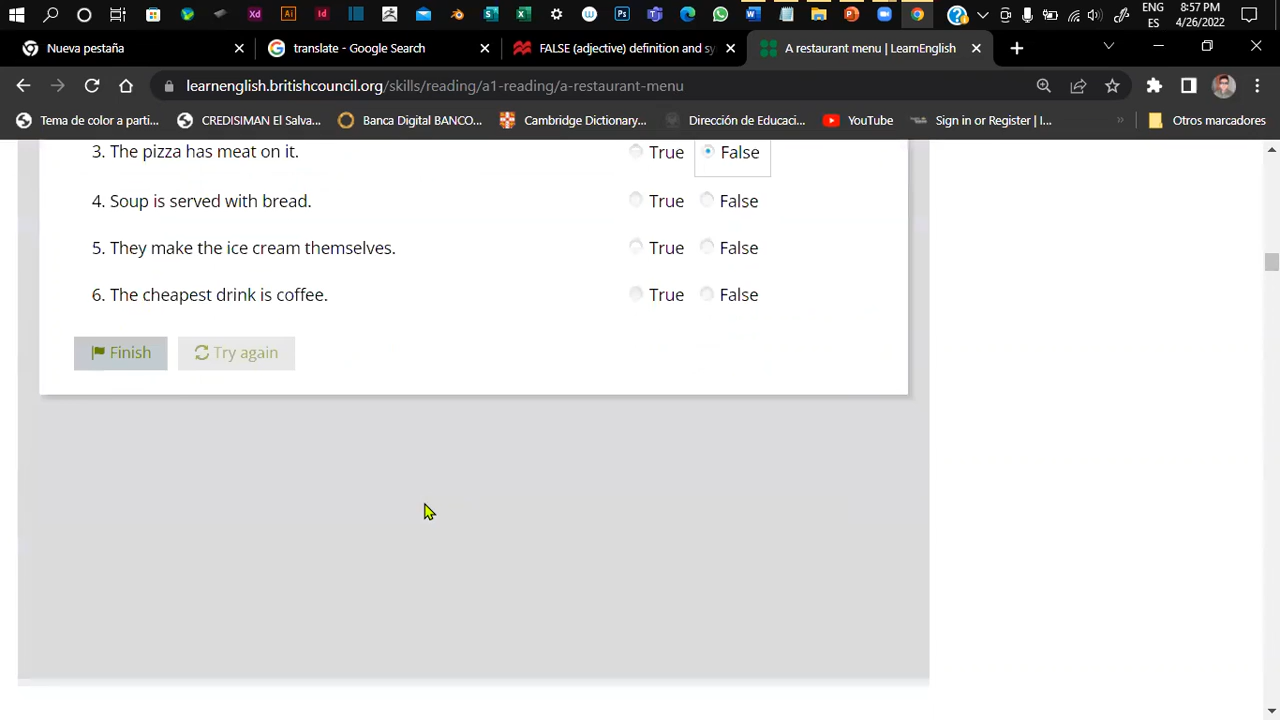 Xd Ai Id S X W Ps W P ? ENG 8:57 PM
ES 4/26/2022
Nueva pestaña translate - Google Search FALSE (adjective) definition and sy A restaurant menu | LearnEnglish
learnenglish.britishcouncil.org/skills/reading/a1-reading/a-restaurant-menu
Tema de color a parti... CREDISIMAN El Salva... Banca Digital BANCO... Cambridge Dictionary... Dirección de Educaci... YouTube Sign in or Register | I... » Otros marcadores
3. The pizza has meat on it. True False
4. Soup is served with bread. True False
5. They make the ice cream themselves. True False
6. The cheapest drink is coffee. True False
Finish Try again